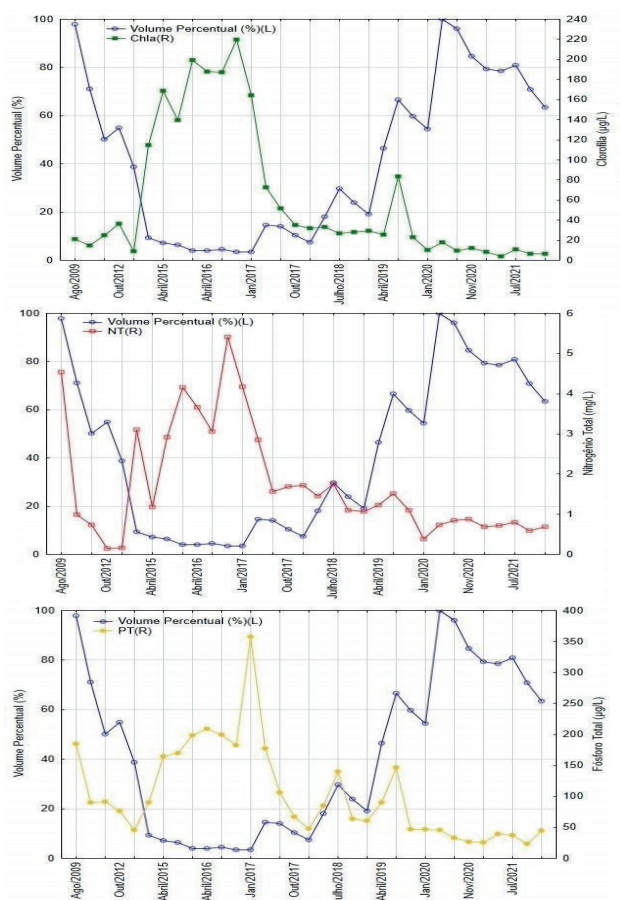 Volume Percentual (%)(L)
Chla(R)
Volume Percentual (%)
100
80
60
40
20
0
240
220
200
180
160
140
120
100
80
60
40
20
0
Clorofila (µg/L)
Ago/2009
Out/2012
Abril/2015
Abril/2016
Jan/2017
Out/2017
Julho/2018
Abril/2019
Jan/2020
Nov/2020
Jul/2021
Volume Percentual (%)(L)
NT(R)
Volume Percentual (%)
100
80
60
40
20
0
6
5
4
3
2
1
0
Nitrogênio Total (mg/L)
Ago/2009
Out/2012
Abril/2015
Abril/2016
Jan/2017
Out/2017
Julho/2018
Abril/2019
Jan/2020
Nov/2020
Jul/2021
Volume Percentual (%)(L)
PT(R)
Volume Percentual (%)
100
80
60
40
20
0
400
350
300
250
200
150
100
50
0
Fósforo Total (µg/L)
Ago/2009
Out/2012
Abril/2015
Abril/2016
Jan/2017
Out/2017
Julho/2018
Abril/2019
Jan/2020
Nov/2020
Jul/2021